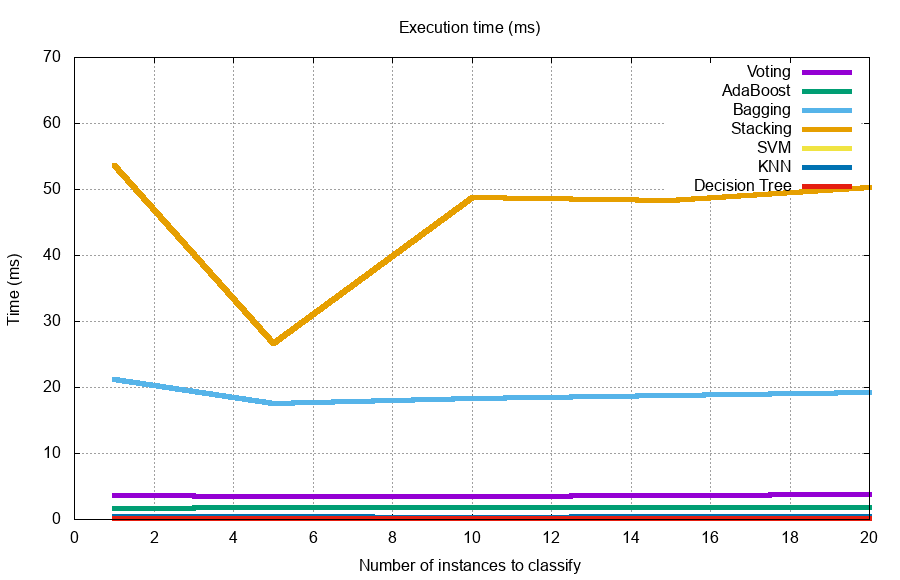 Execution time (ms)
70
60
50
40
30
20
10
0
Time (ms)
Voting
AdaBoost
Bagging
Stacking
SVM
KNN
Decision Tree
0 2 4 6 8 10 12 14 16 18 20
Number of instances to classify